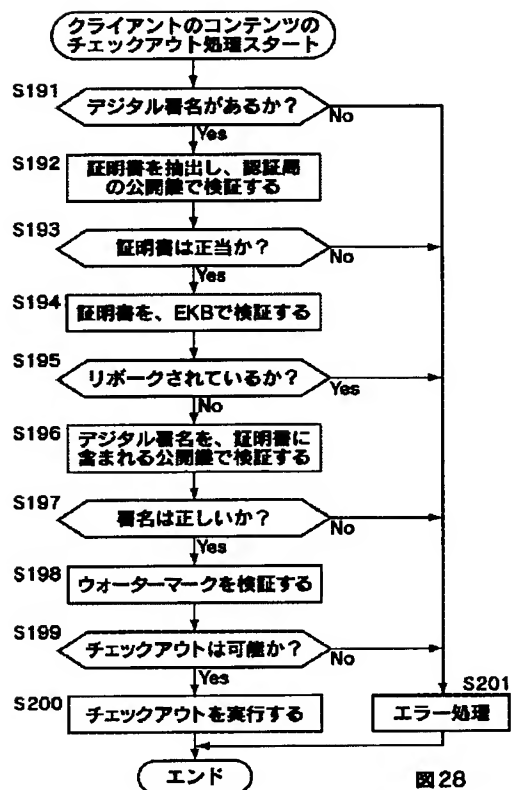 クライアントのコンテンツの
チェックアウト処理スタート
S191
デジタル署名があるか?
No
Yes
S192
証明書を抽出し、認証局
の公開鍵で検証する
S193
証明書は正当か?
No
Yes
S194
証明書を、EKBで検証する
S195
リボークされているか?
Yes
No
S196
デジタル署名を、証明書に
含まれる公開鍵で検証する
S197
署名は正しいか?
No
Yes
S198
ウォーターマークを検証する
S199
チェックアウトは可能か?
No
Yes
S200
チェックアウトを実行する
S201
エラー処理
エンド
図28